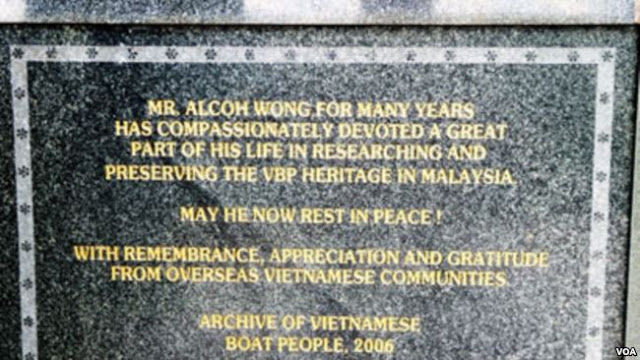 MR. ALCOH WONG FOR MANY YEARS
HAS COMPASSIONATELY DEVOTED A GREAT
PART OF HIS LIFE IN RESEARCHING AND
PRESERVING THE VBP HERITAGE IN MALAYSIA.
MAY HE NOW REST IN PEACE !
WITH REMEMBRANCE, APPRECIATION AND GRATITUDE
FROM OVERSEAS VIETNAMESE COMMUNITIES
ARCHIVE OF VIETNAMESE
BOAT PEOPLE, 2006
VOA